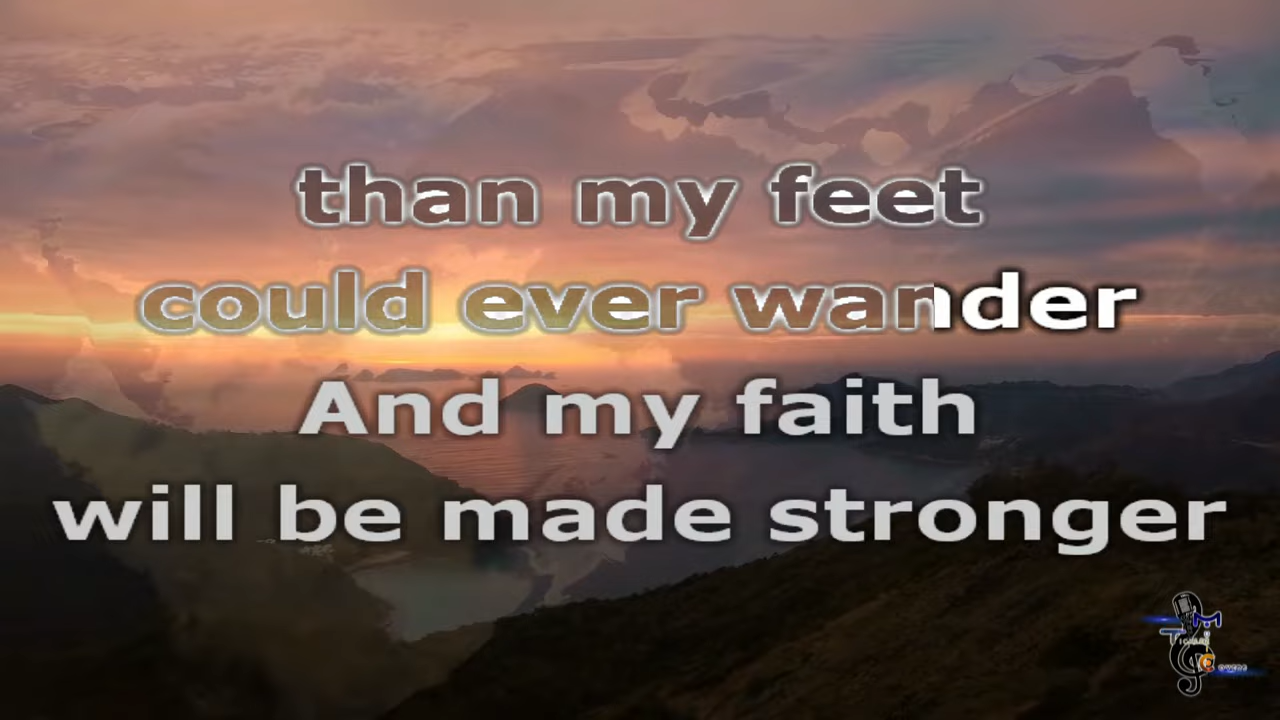 than my feet
could ever wander
And my faith
will be made stronger